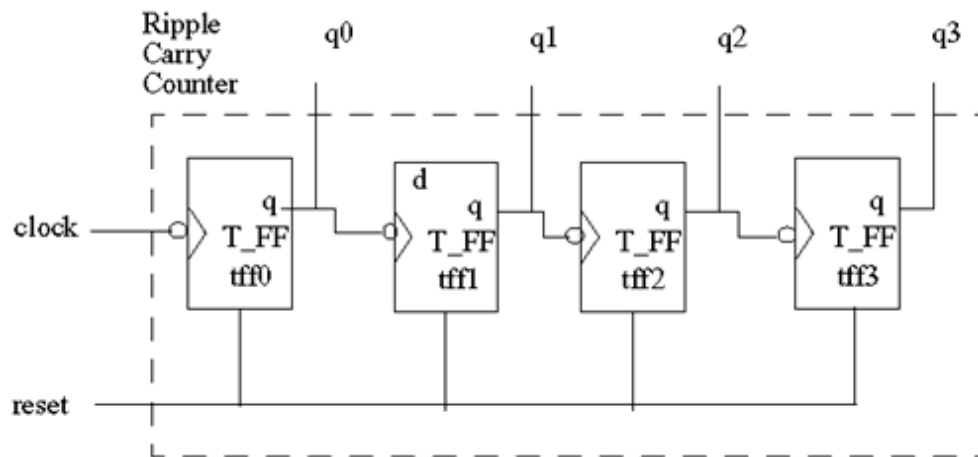 Ripple
Carry
Counter
q0
q1
q2
q3
clock
q
T_FF
tff0
d
q
T_FF
tff1
q
T_FF
tff2
q
T_FF
tff3
reset